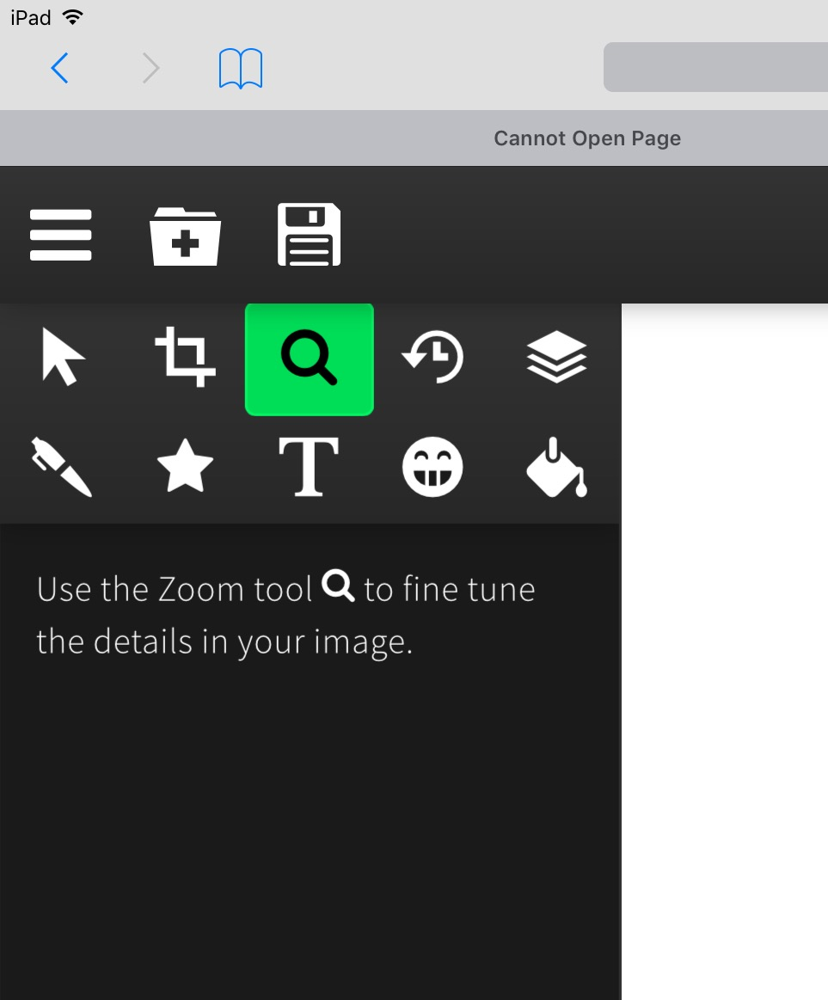 iPad
Cannot Open Page
Use the Zoom tool to fine tune
the details in your image.